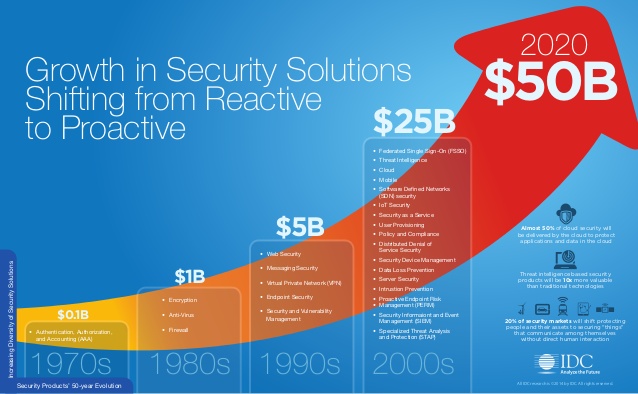 Growth in Security Solutions
Shifting from Reactive
to Proactive
2020
$50B
$25B
• Federated Single Sign-On (FSSO)
• Threat Intelligence
• Cloud
• Mobile
• Software Defined Networks
(SDN) security
• IoT Security
• Security as a Service
• User Provisioning
• Policy and Compliance
• Distributed Denial of
Service Security
• Security Device Management
• Data Loss Prevention
• Server Security
• Intrustion Prevention
• Proactive Endpoint Risk
Management (PERM)
• Security Information and Event
Management (SIEM)
• Specialized Threat Analysis
and Protection (STAP)
2000s
$5B
• Web Security
• Messaging Security
• Virtual Private Network (VPN)
• Endpoint Security
• Security and Vulnerability
Management
1990s
$1B
• Encryption
• Anti-Virus
• Firewall
1980s
$0.1B
• Authentication, Authorization,
and Accounting (AAA)
1970s
Increasing Diversity of Security Solutions
Security Products' 50-year Evolution
Almost 50% of cloud security will
be delivered by the cloud to protect
applications and data in the cloud
Threat intelligence based security
products will be 10x more valuable
than traditional technologies
20% of security markets will shift protecting
people and their assets to securing "things"
that communicate among themselves
without direct human interaction
IDC
Analyze the Future
All rights reserved